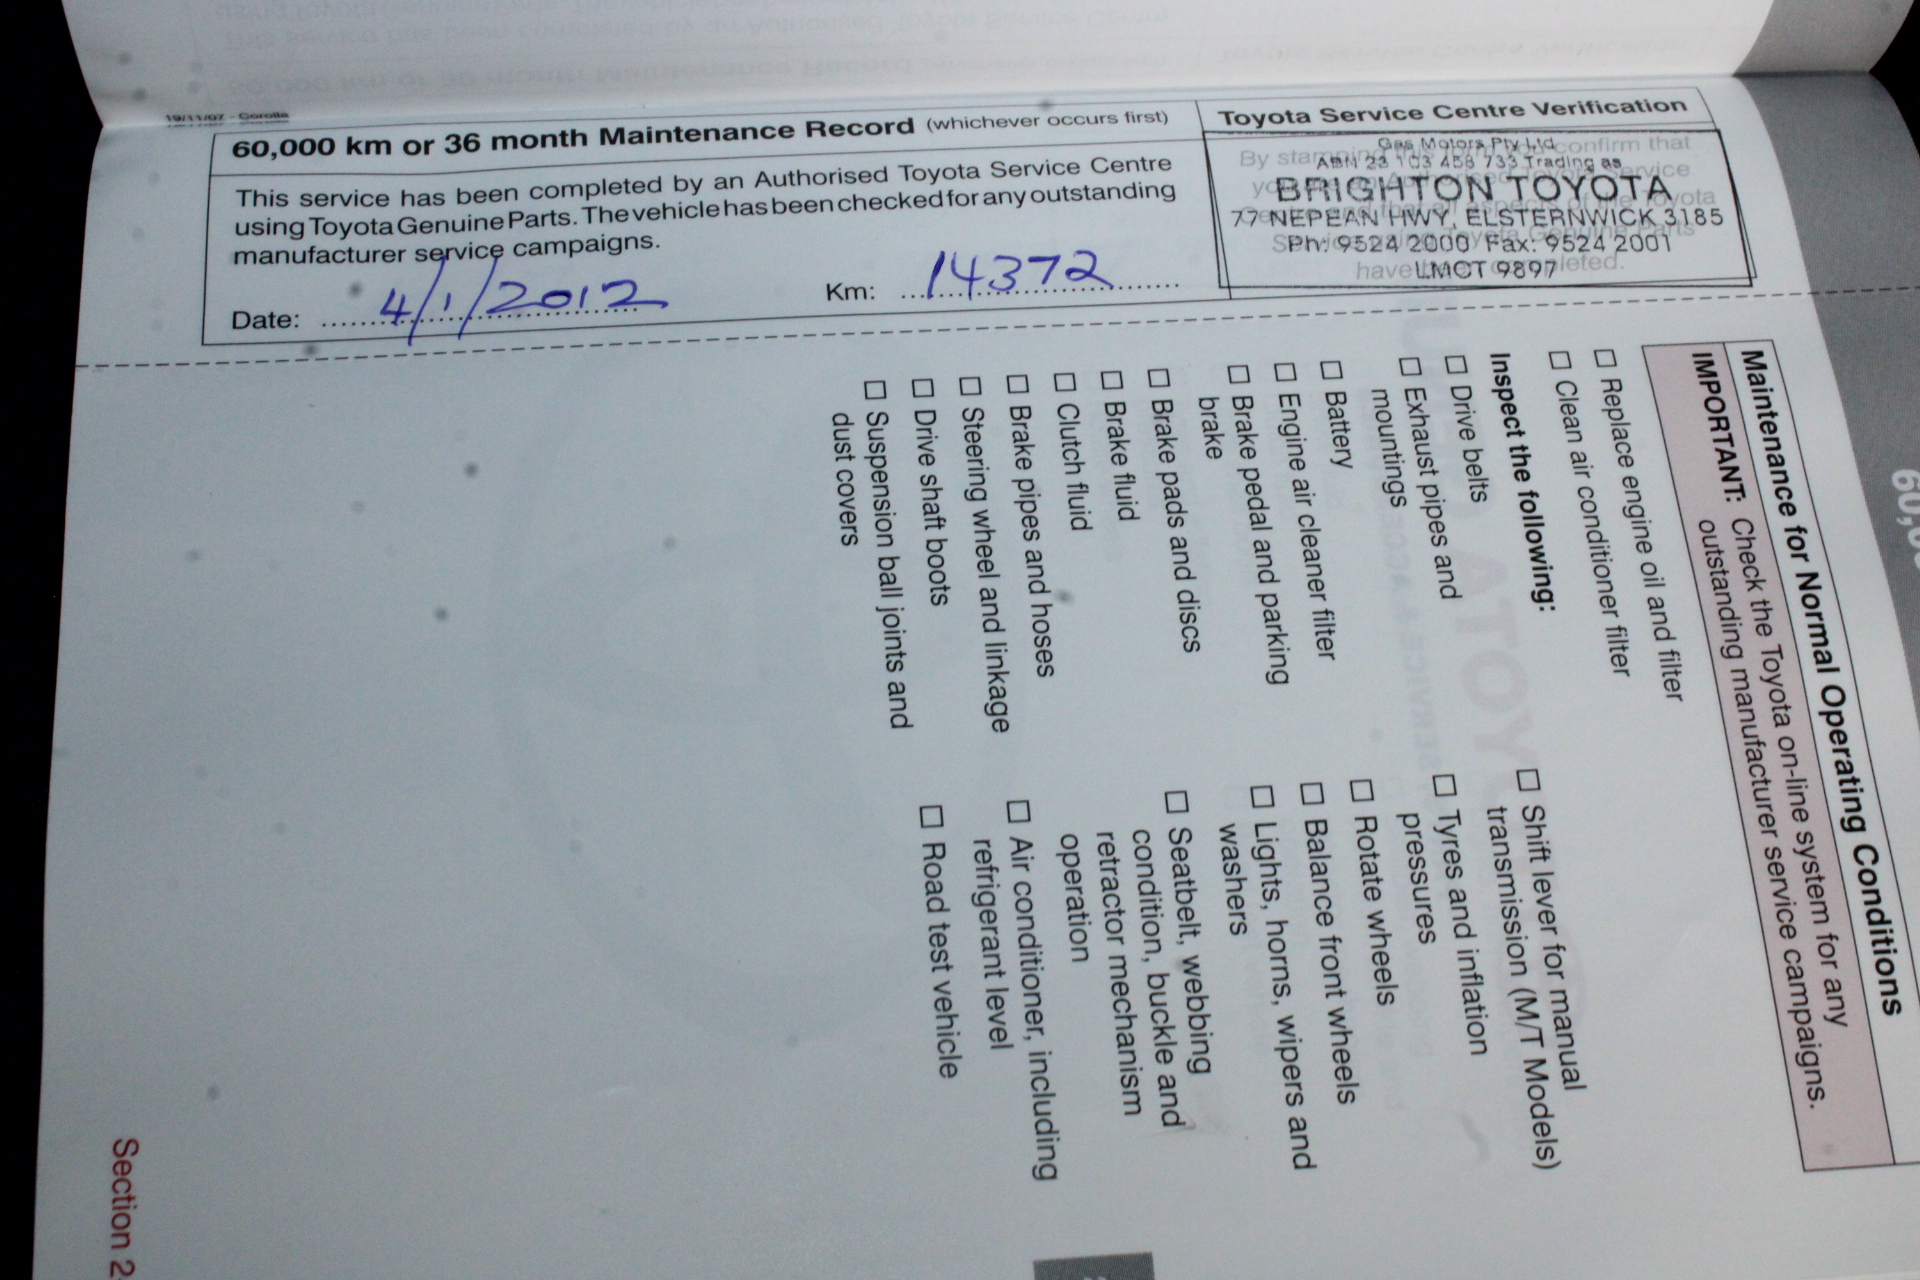 19/11/07 - Corolla
60,000 km or 36 month Maintenance Record (whichever occurs first)
This service has been completed by an Authorised Toyota Service Centre
using Toyota Genuine Parts. The vehicle has been checked for any outstanding
manufacturer service campaigns.
Date: 4/1/2012
Km: 14372
Toyota Service Centre Verification
Gas Motors Pty Ltd
ABN 23 103 458 733 Trading as
BRIGHTON TOYOTA
77 NEPEAN HWY, ELSTERNWICK 3185
Ph: 9524 2000 Fax: 9524 2001
LMCT 9897
Maintenance for Normal Operating Conditions
IMPORTANT: Check the Toyota on-line system for any
outstanding manufacturer service campaigns.
Replace engine oil and filter
Clean air conditioner filter
Inspect the following:
Drive belts
Exhaust pipes and
mountings
Battery
Engine air cleaner filter
Brake pedal and parking
brake
Brake pads and discs
Brake fluid
Clutch fluid
Brake pipes and hoses
Steering wheel and linkage
Drive shaft boots
Suspension ball joints and
dust covers
Shift lever for manual
transmission (M/T Models)
Tyres and inflation
pressures
Rotate wheels
Balance front wheels
Lights, horns, wipers and
washers
Seatbelt, webbing
condition, buckle and
retractor mechanism
operation
Air conditioner, including
refrigerant level
Road test vehicle
Section 2